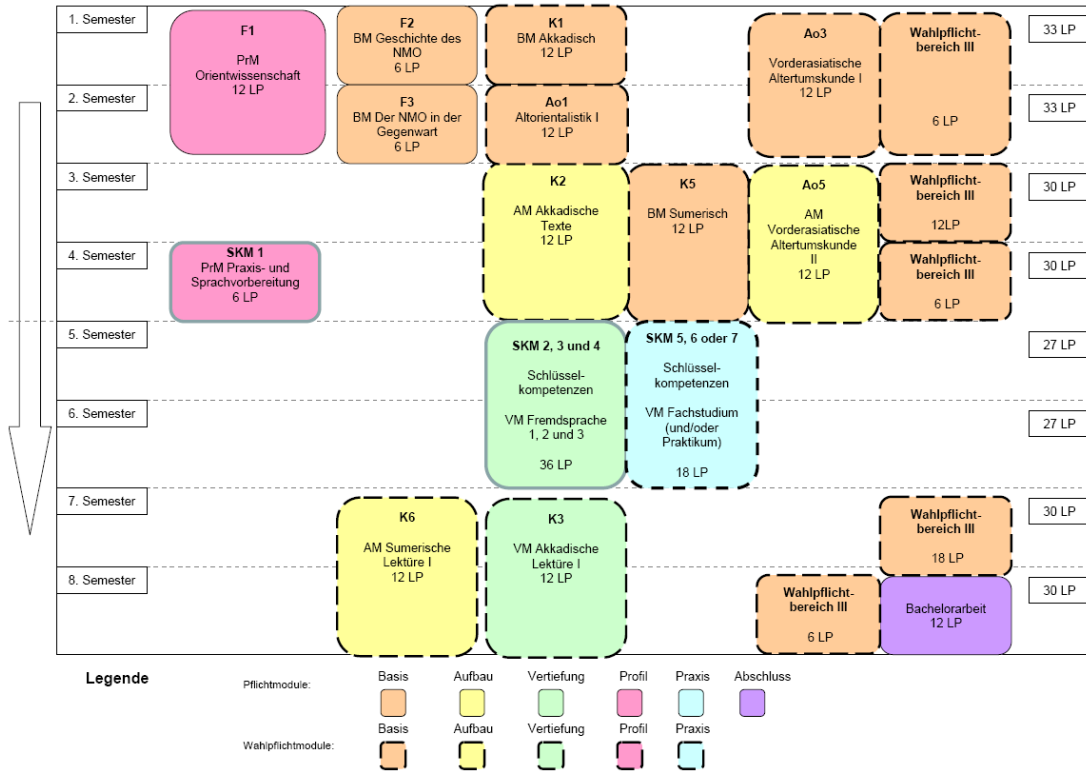 1. Semester
F1
PrM
Orientwissenschaft
12 LP
F2
BM Geschichte des
NMO
6 LP
K1
BM Akkadisch
12 LP
Ao3
Vorderasiatische
Altertumskunde I
12 LP
Wahlpflicht-
bereich III
6 LP
33 LP
2. Semester
F3
BM Der NMO in der
Gegenwart
6 LP
Ao1
Altorientalistik I
12 LP
33 LP
3. Semester
K2
AM Akkadische
Texte
12 LP
K5
BM Sumerisch
12 LP
Ao5
AM
Vorderasiatische
Altertumskunde
II
12 LP
Wahlpflicht-
bereich III
12LP
30 LP
4. Semester
SKM 1
PrM Praxis- und
Sprachvorbereitung
6 LP
Wahlpflicht-
bereich III
6 LP
30 LP
5. Semester
SKM 2, 3 und 4
Schlüssel-
kompetenzen
VM Fremdsprache
1, 2 und 3
36 LP
SKM 5, 6 oder 7
Schlüssel-
kompetenzen
VM Fachstudium
(und/oder
Praktikum)
18 LP
27 LP
6. Semester
27 LP
7. Semester
K6
AM Sumerische
Lektüre I
12 LP
K3
VM Akkadische
Lektüre I
12 LP
Wahlpflicht-
bereich III
18 LP
30 LP
8. Semester
Wahlpflicht-
bereich III
6 LP
Bachelorarbeit
12 LP
30 LP
Legende
Pflichtmodule:
Basis
Aufbau
Vertiefung
Profil
Praxis
Abschluss
Wahlpflichtmodule:
Basis
Aufbau
Vertiefung
Profil
Praxis